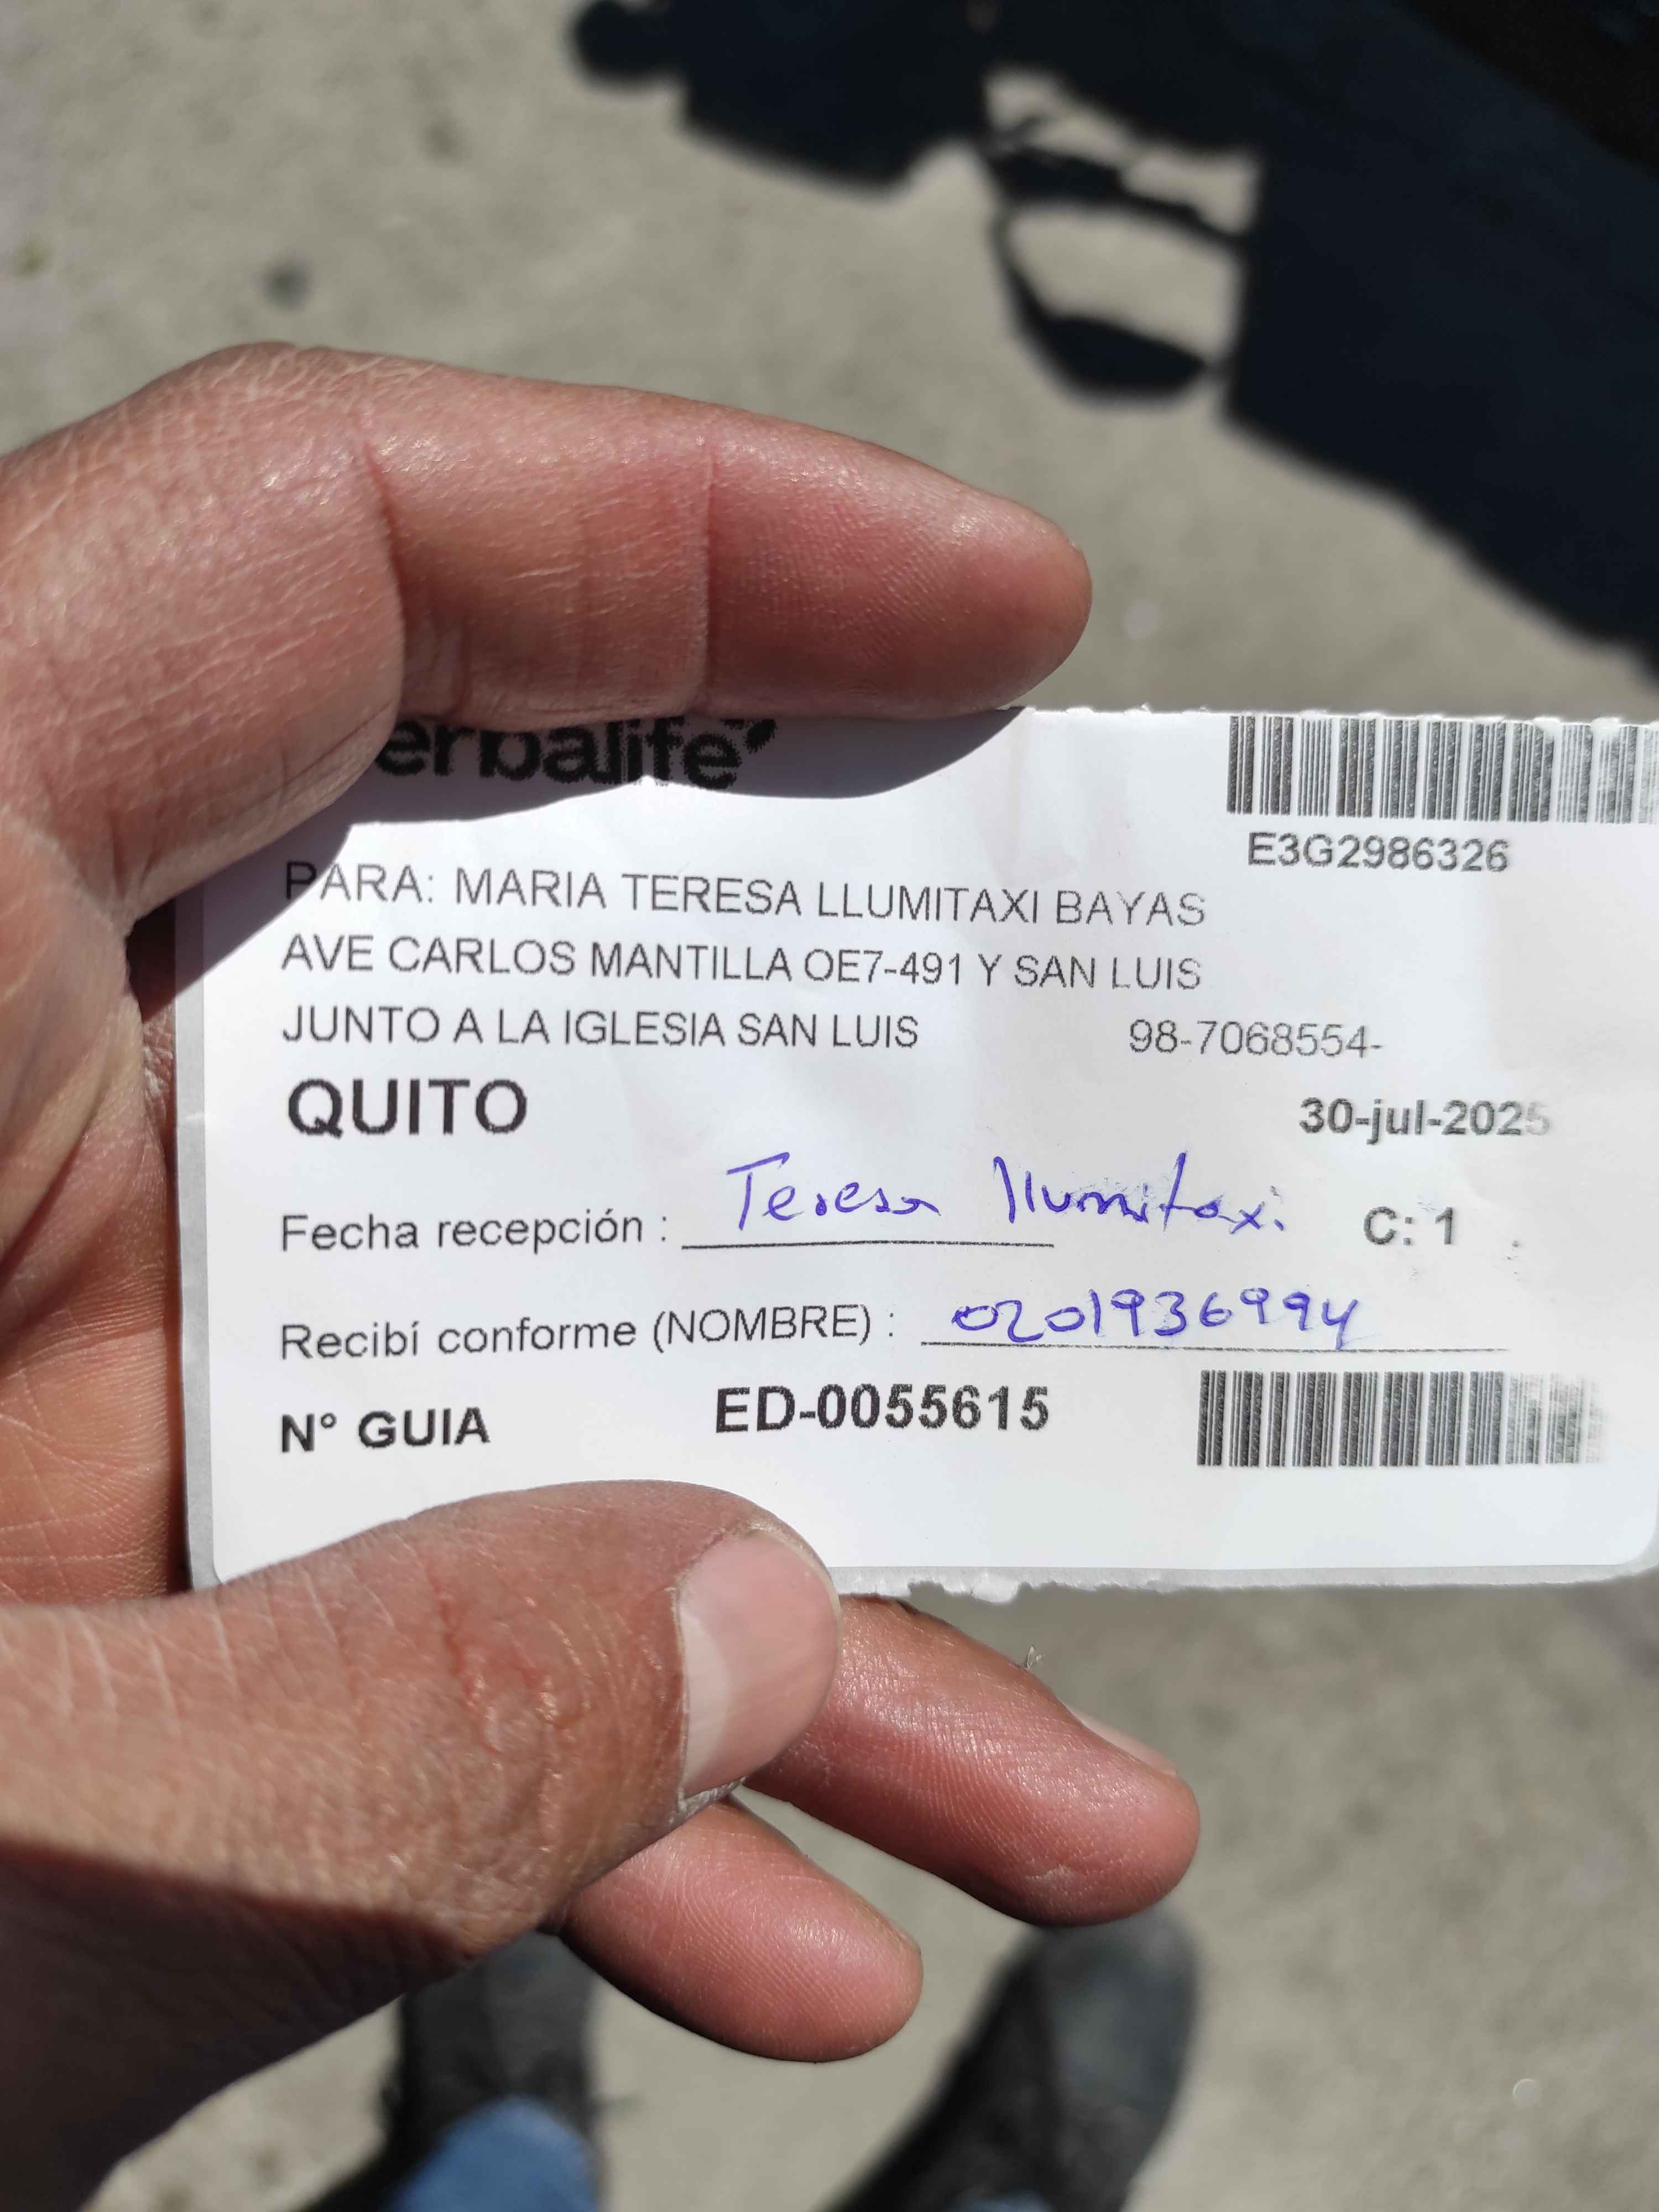 erbalife
E3G2986326
PARA: MARIA TERESA LLUMITAXI BAYAS
AVE CARLOS MANTILLA OE7-491 Y SAN LUIS
JUNTO A LA IGLESIA SAN LUIS 98-7068554-
QUITO
30-jul-2025
Fecha recepción : Teresa llumitaxi C: 1
Recibí conforme (NOMBRE) : 0201936994
N° GUIA ED-0055615